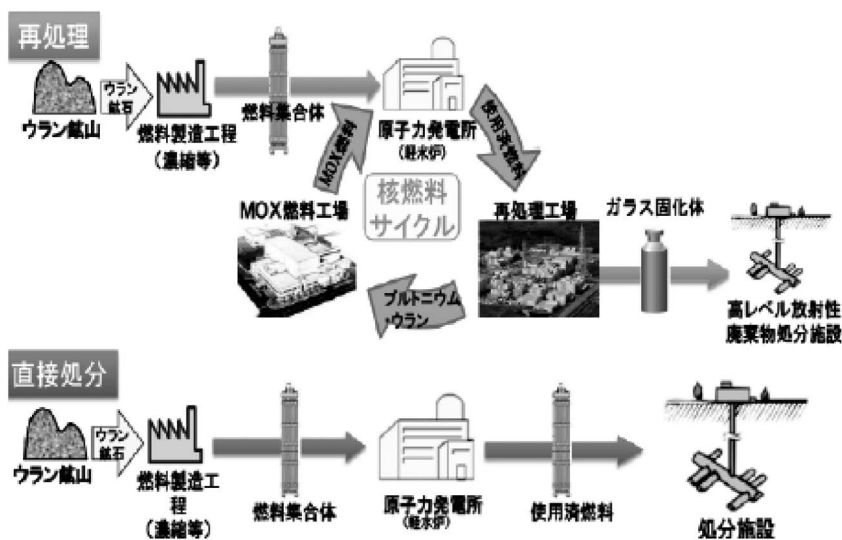 再処理
ウラン
鉱石
ウラン鉱山
燃料製造工程
(濃縮等)
燃料集合体
原子力発電所
(軽水炉)
使用済燃料
MOX燃料
核燃料
サイクル
MOX燃料工場
再処理工場
ガラス固化体
プルトニウム
・ウラン
高レベル放射性
廃棄物処分施設
直接処分
ウラン
鉱石
ウラン鉱山
燃料製造工
程
(濃縮等)
燃料集合体
原子力発電所
(軽水炉)
使用済燃料
処分施設